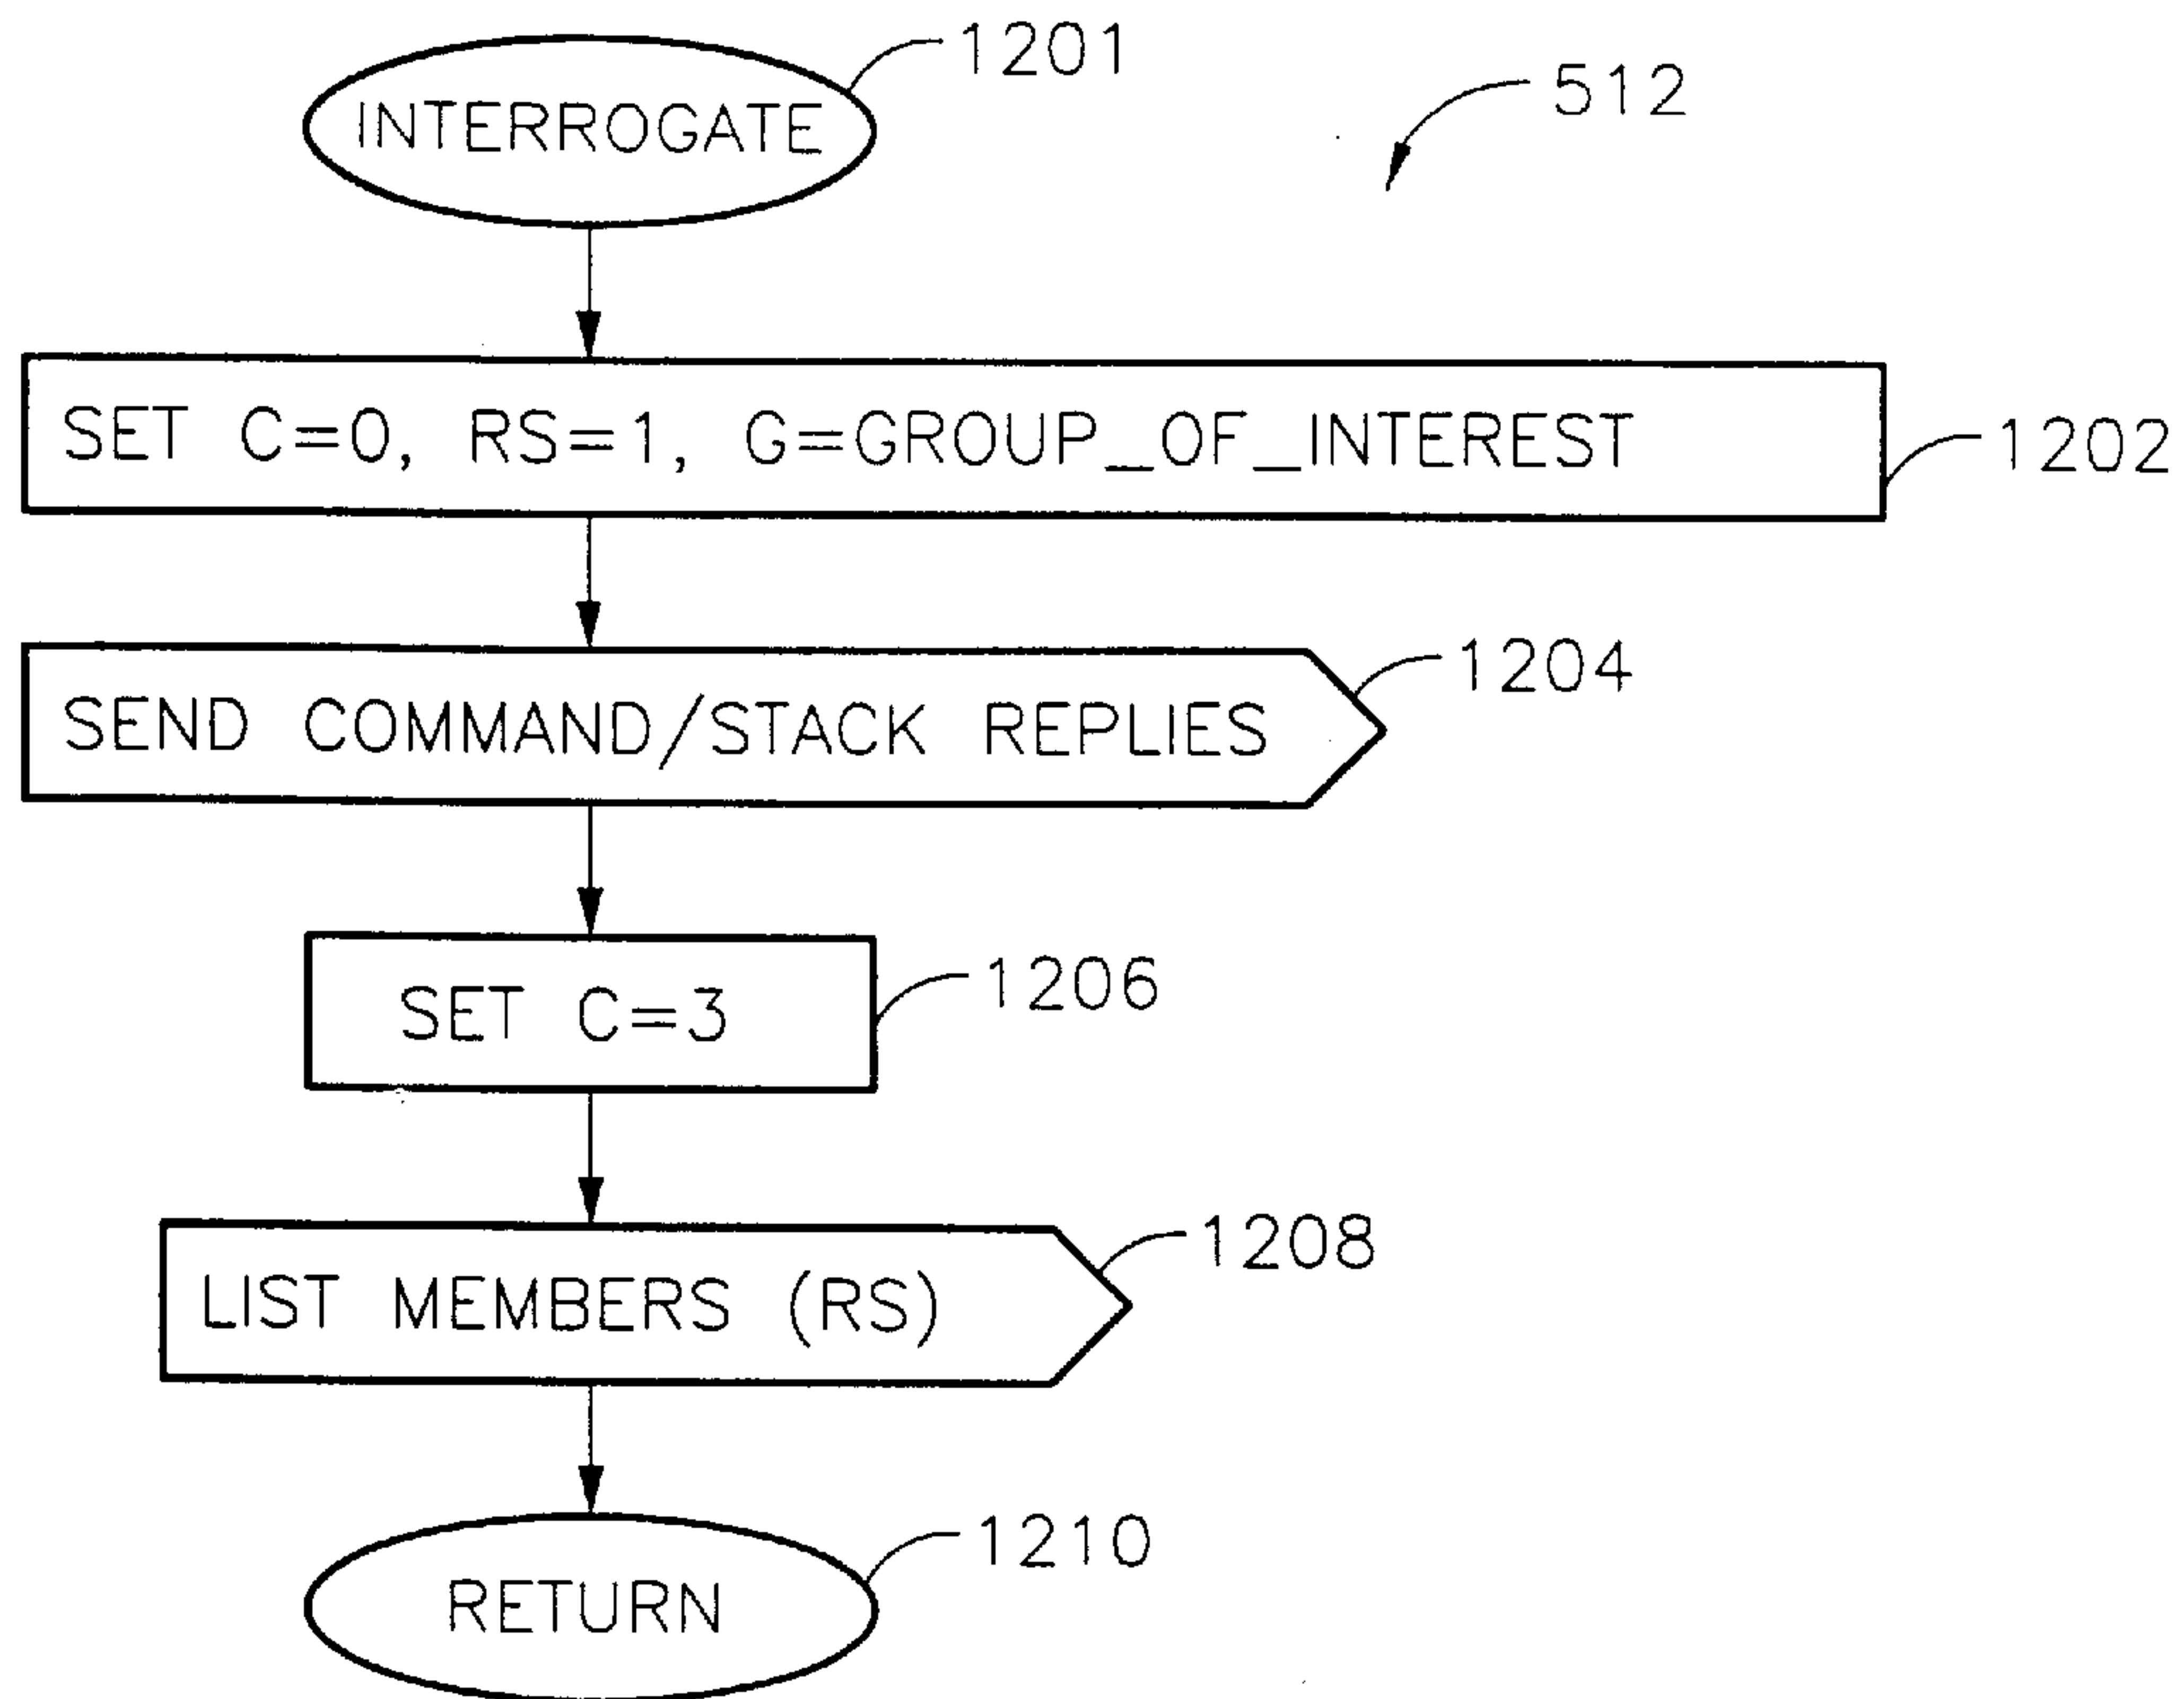 INTERROGATE
1201
512
SET C=0, RS=1, G=GROUP_OF_INTEREST
1202
SEND COMMAND/STACK REPLIES
1204
SET C=3
1206
LIST MEMBERS (RS)
1208
RETURN
1210